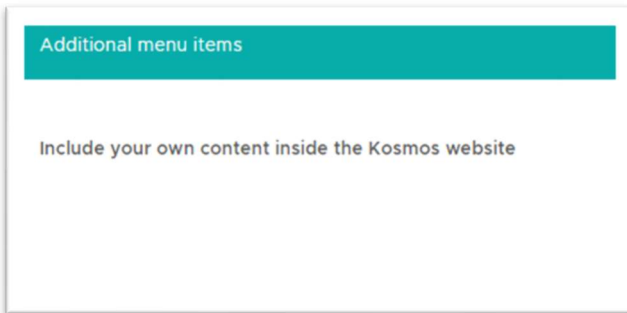 Additional menu items
Include your own content inside the Kosmos website